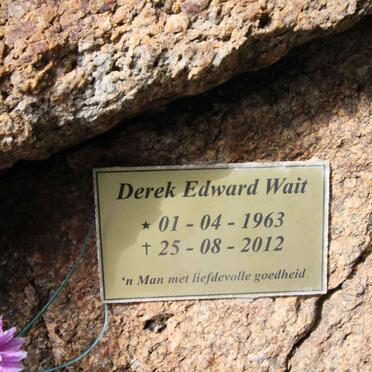 Derek Edward Wait
★ 01 - 04 - 1963
† 25 - 08 - 2012
‘n Man met liefdevolle goedheid